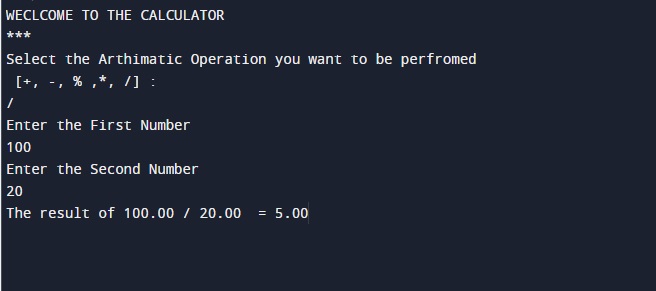 WECLCOME TO THE CALCULATOR
***
Select the Arthimatic Operation you want to be perfromed
[+, -, % ,*, /] :
/
Enter the First Number
100
Enter the Second Number
20
The result of 100.00 / 20.00  = 5.00